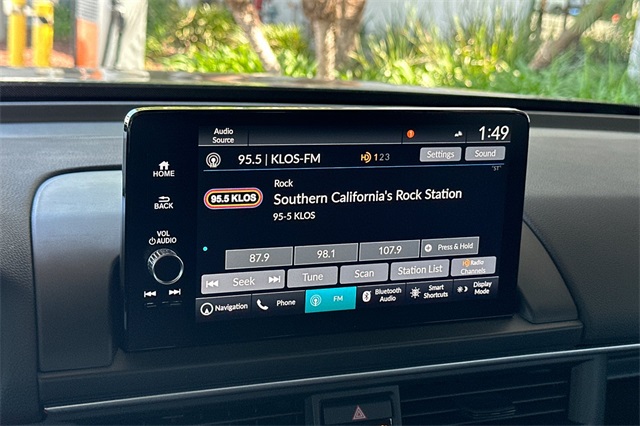 Audio
Source
1:49
95.5 | KLOS-FM
HD 1 2 3
Settings
Sound
"ST"
HOME
BACK
VOL
AUDIO
95.5 KLOS
Rock
Southern California's Rock Station
95-5 KLOS
87.9
98.1
107.9
+ Press & Hold
Seek
Tune
Scan
Station List
HD Radio
Channels
Navigation
Phone
FM
Bluetooth
Audio
Smart
Shortcuts
Display
Mode